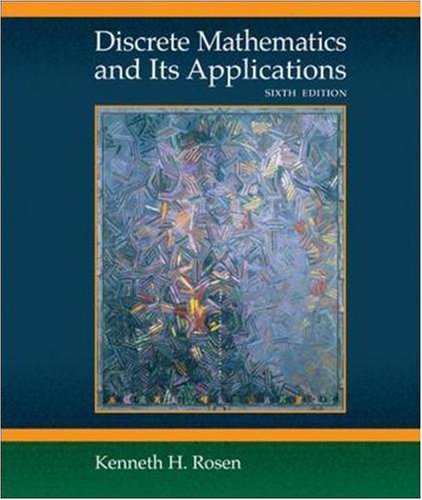 Discrete Mathematics
and Its Applications
SIXTH EDITION
Kenneth H. Rosen